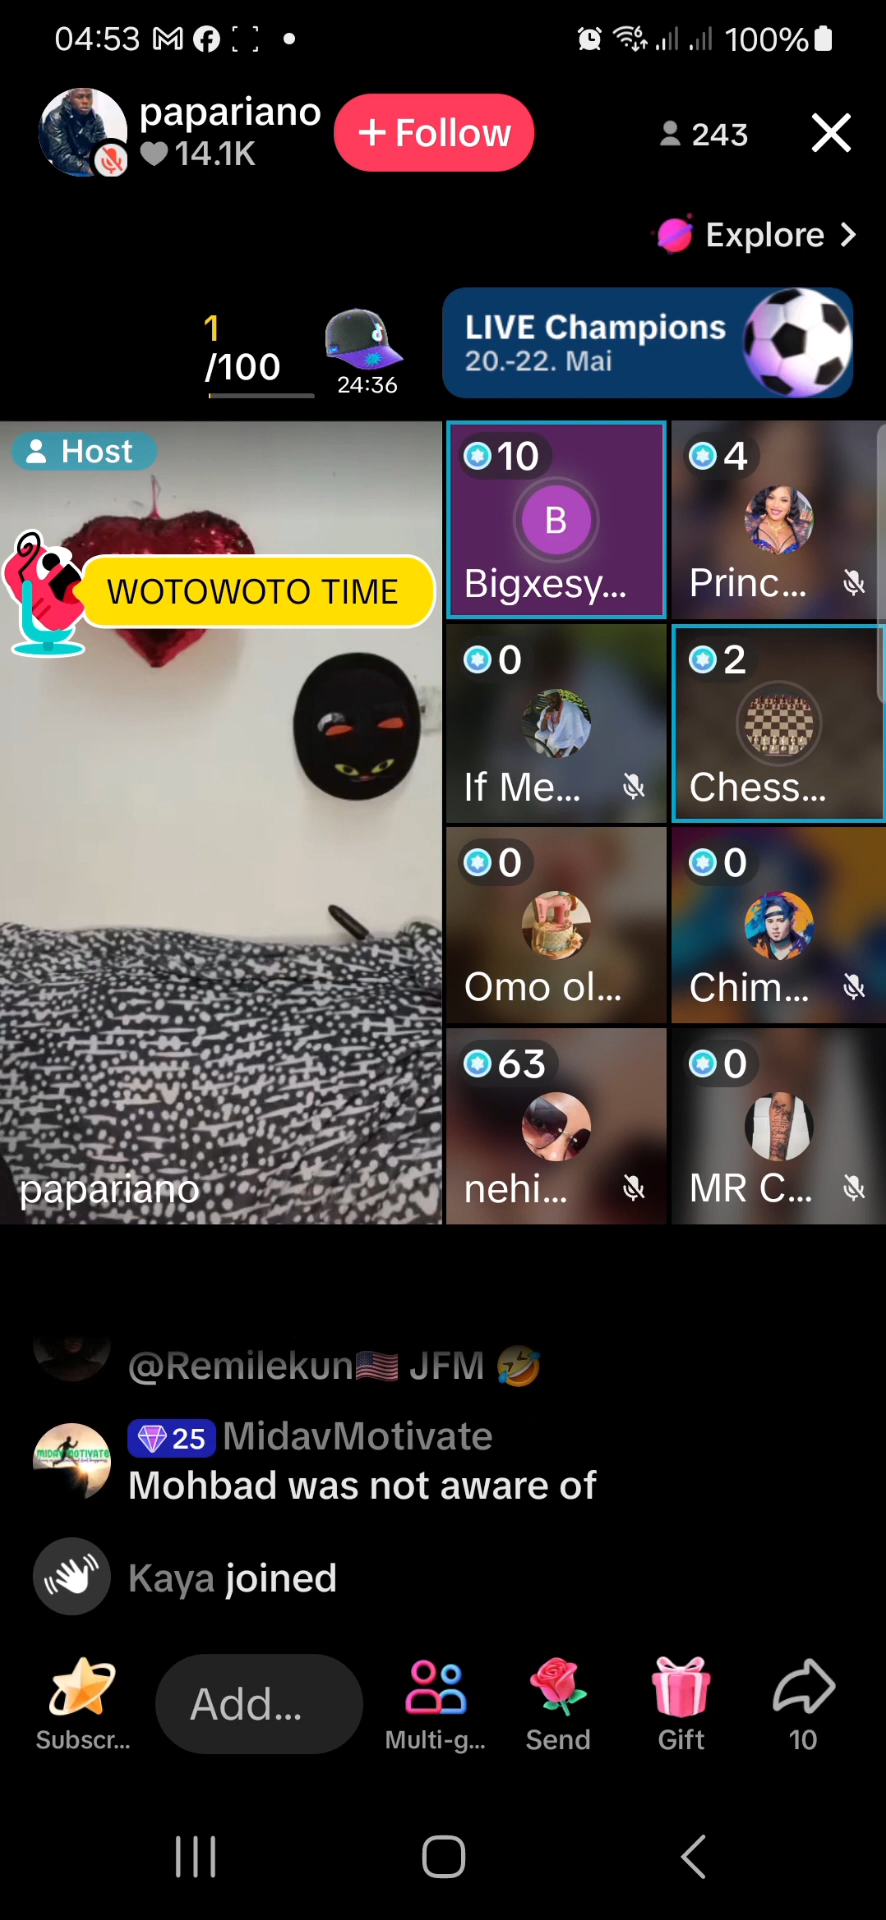 04:53
100%
papariano
14.1K
+ Follow
243
Explore
1
/100
24:36
LIVE Champions
20.-22. Mai
Host
WOTOWOTO TIME
papariano
10
B
Bigxesy...
4
Princ...
0
If Me...
2
Chess...
0
Omo ol...
0
Chim...
63
nehi...
0
MR C...
@Remilekun🇺🇸 JFM 🤣
25 MidavMotivate
Mohbad was not aware of
Kaya joined
Subscr...
Add...
Multi-g...
Send
Gift
10